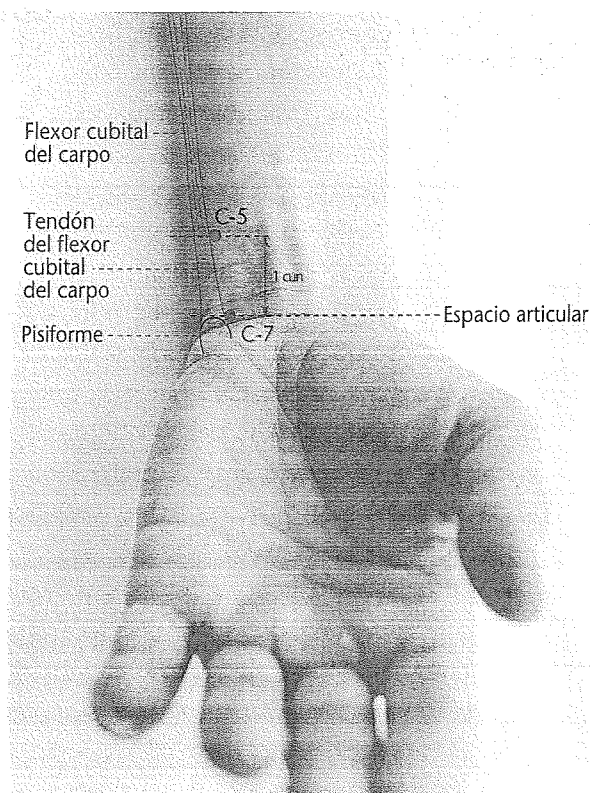 Flexor cubital
del carpo
C-5
Tendón
del flexor
cubital
del carpo
1 cun
Espacio articular
Pisiforme
C-7